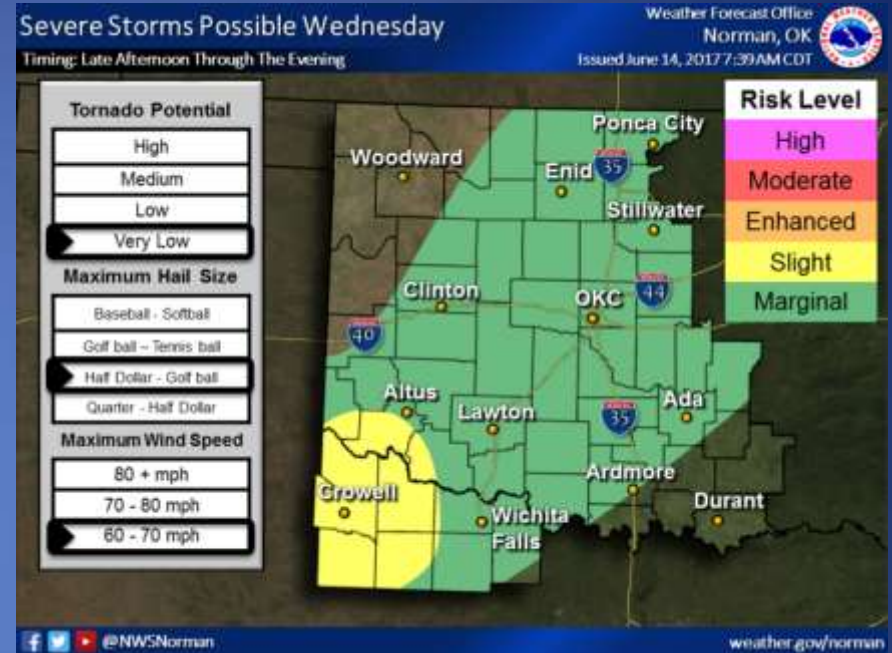 Severe Storms Possible Wednesday
Timing: Late Afternoon Through The Evening
Weather Forecast Office
Norman, OK
Issued June 14, 2017 7:39 AM CDT
Tornado Potential
High
Medium
Low
Very Low
Maximum Hail Size
Baseball - Softball
Golf ball – Tennis ball
Half Dollar - Golf ball
Quarter - Half Dollar
Maximum Wind Speed
80 + mph
70 - 80 mph
60 - 70 mph
Risk Level
High
Moderate
Enhanced
Slight
Marginal
Ponca City
Woodward
Enid
35
Stillwater
Clinton
OKC
44
40
Altus
Lawton
35
Ada
Ardmore
Crowell
Durant
Wichita
Falls
@NWSNorman
weather.gov/norman